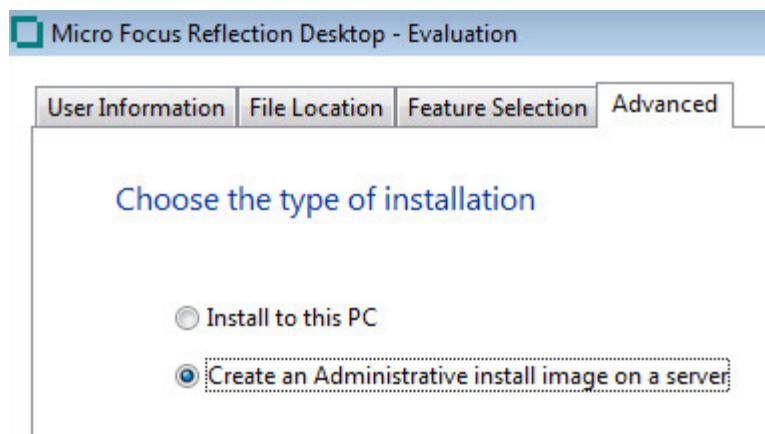 Micro Focus Reflection Desktop - Evaluation
User Information File Location Feature Selection Advanced
Choose the type of installation
Install to this PC
Create an Administrative install image on a server